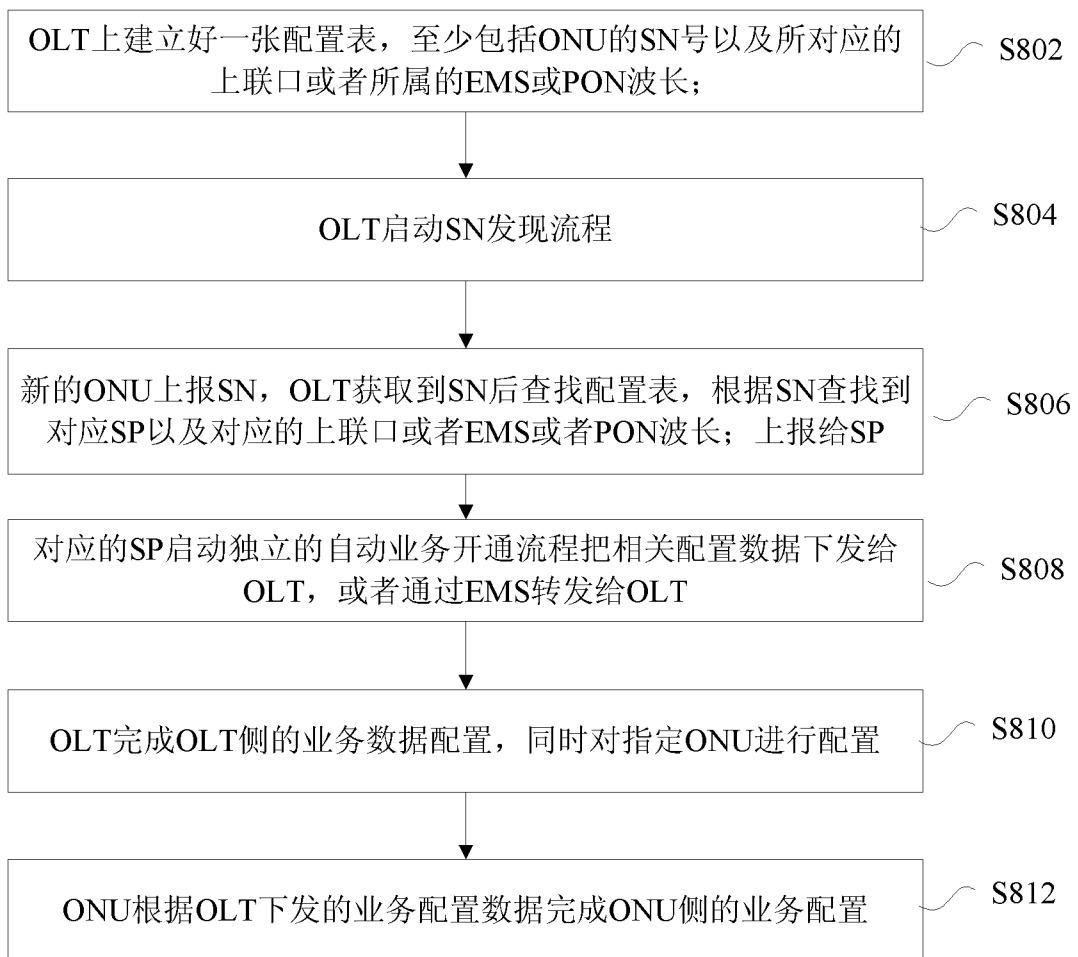 OLT上建立好一张配置表，至少包括ONU的SN号以及所对应的
上联口或者所属的EMS或PON波长；
S802
OLT启动SN发现流程
S804
新的ONU上报SN，OLT获取到SN后查找配置表，根据SN查找到
对应SP以及对应的上联口或者EMS或者PON波长；上报给SP
S806
对应的SP启动独立的自动业务开通流程把相关配置数据下发给
OLT，或者通过EMS转发给OLT
S808
OLT完成OLT侧的业务数据配置，同时对指定ONU进行配置
S810
ONU根据OLT下发的业务配置数据完成ONU侧的业务配置
S812